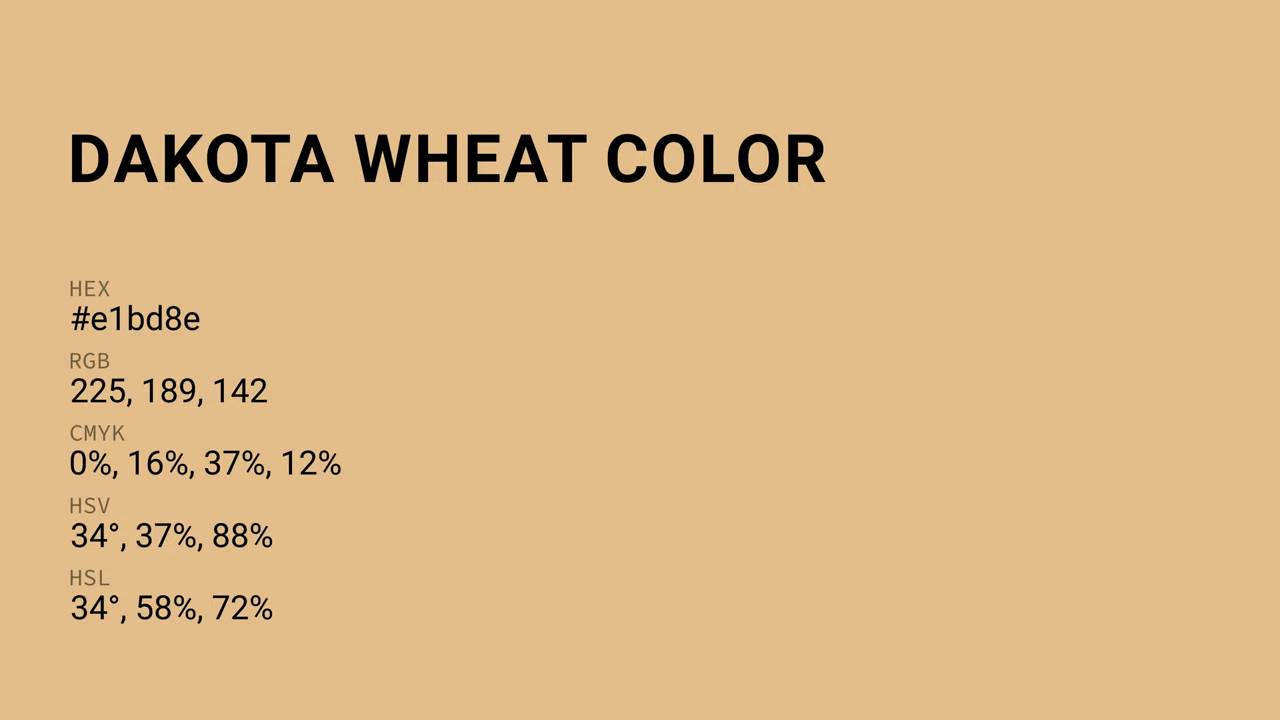 DAKOTA WHEAT COLOR
HEX
#e1bd8e
RGB
225, 189, 142
CMYK
0%, 16%, 37%, 12%
HSV
34°, 37%, 88%
HSL
34°, 58%, 72%